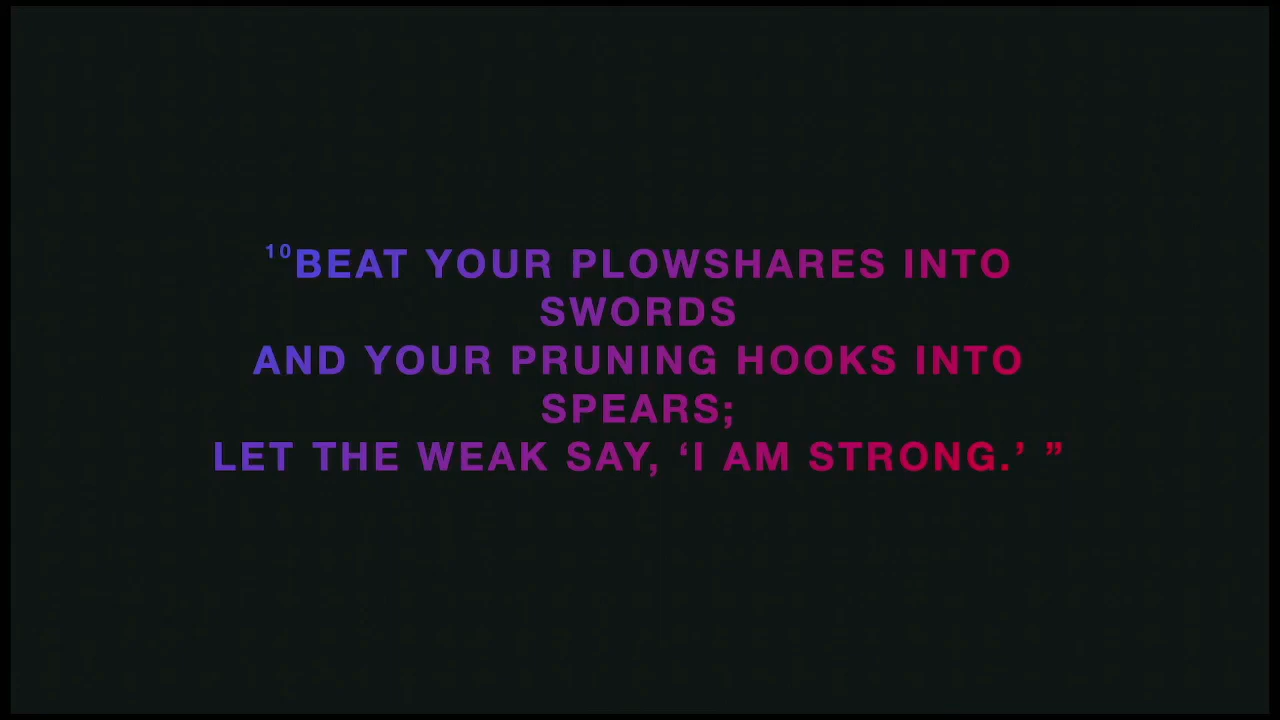 ¹⁰BEAT YOUR PLOWSHARES INTO
SWORDS
AND YOUR PRUNING HOOKS INTO
SPEARS;
LET THE WEAK SAY, ‘I AM STRONG.’ ”